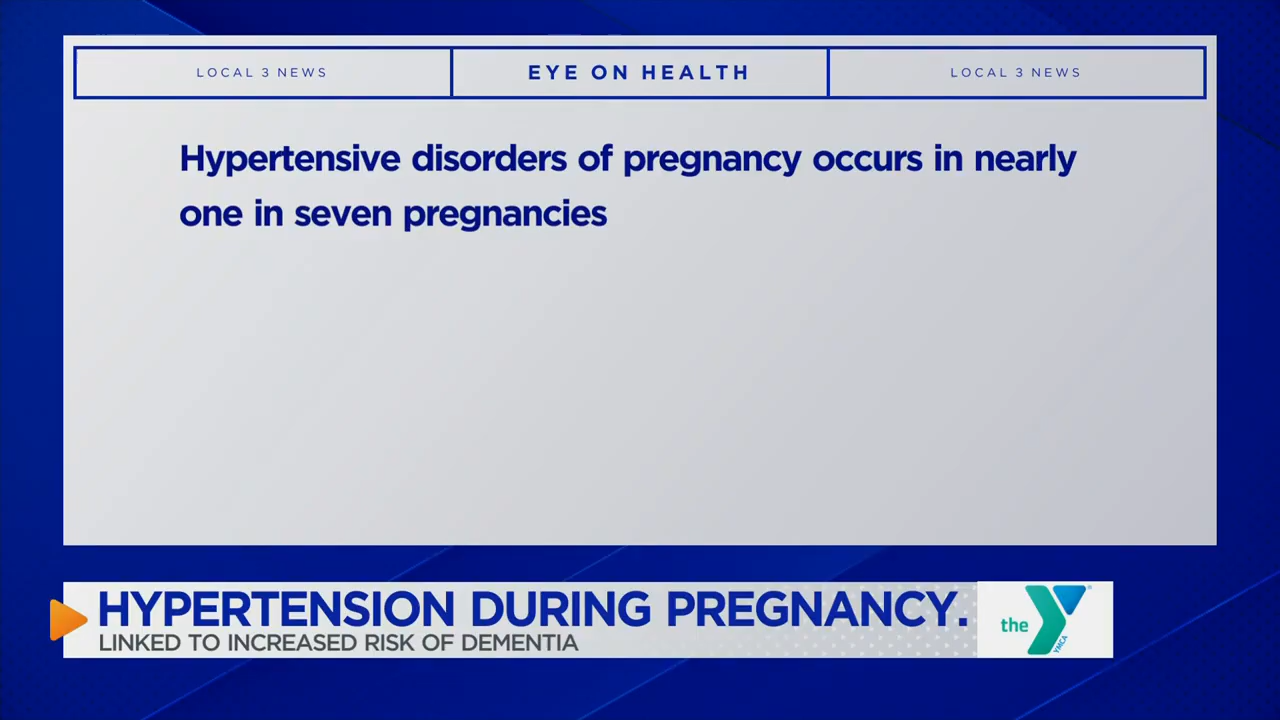 LOCAL 3 NEWS
EYE ON HEALTH
LOCAL 3 NEWS
Hypertensive disorders of pregnancy occurs in nearly
one in seven pregnancies
HYPERTENSION DURING PREGNANCY.
LINKED TO INCREASED RISK OF DEMENTIA
the
YMCA